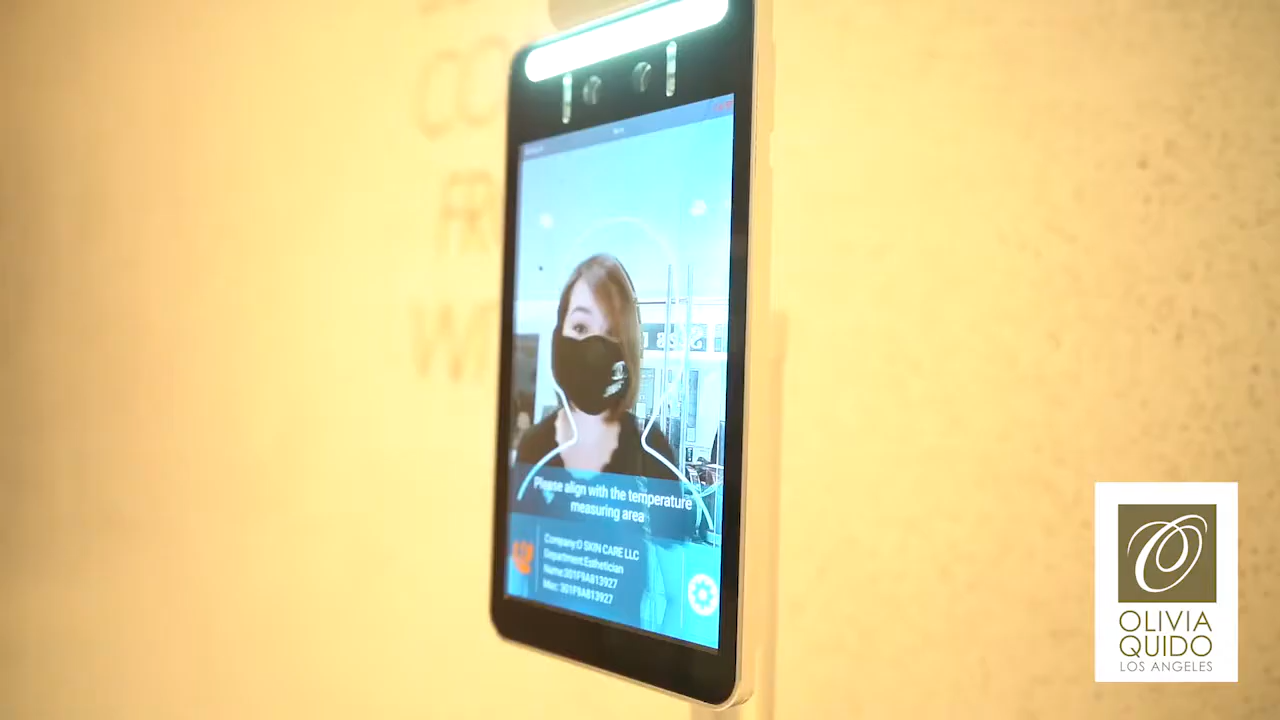 Please align with the temperature
measuring area
Company:O SKIN CARE LLC
Department:Esthetician
Name:301F9A813927
Mac: 301F9A813927
OLIVIA
QUIDO
LOS ANGELES